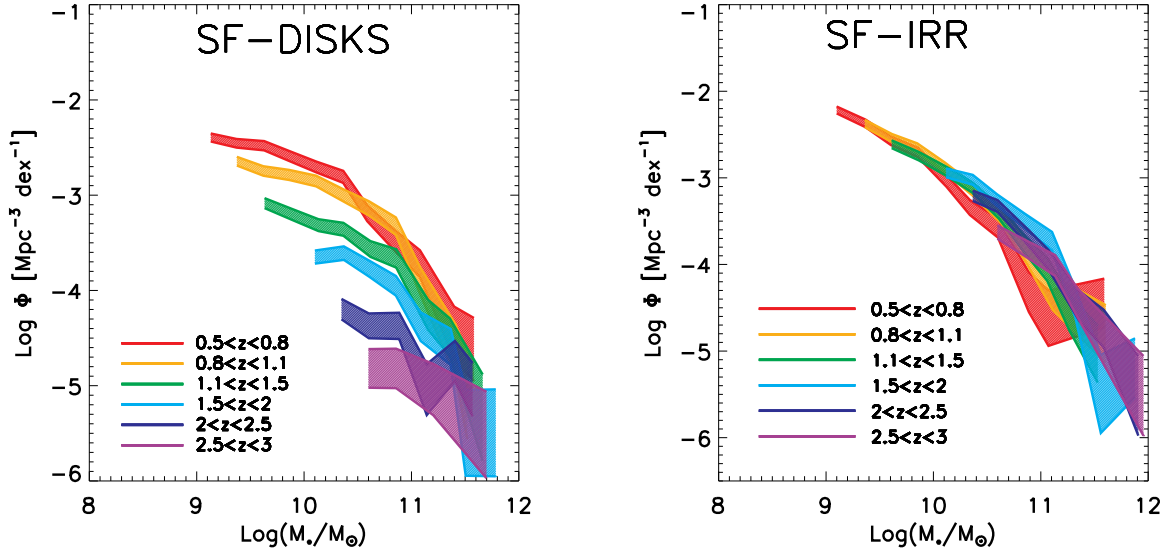 SF-DISKS
-1
-2
-3
-4
-5
-6
Log Φ [Mpc⁻³ dex⁻¹]
0.5<z<0.8
0.8<z<1.1
1.1<z<1.5
1.5<z<2
2<z<2.5
2.5<z<3
8 9 10 11 12
Log(M*/M⊙)
SF-IRR
-1
-2
-3
-4
-5
-6
Log Φ [Mpc⁻³ dex⁻¹]
0.5<z<0.8
0.8<z<1.1
1.1<z<1.5
1.5<z<2
2<z<2.5
2.5<z<3
8 9 10 11 12
Log(M*/M⊙)